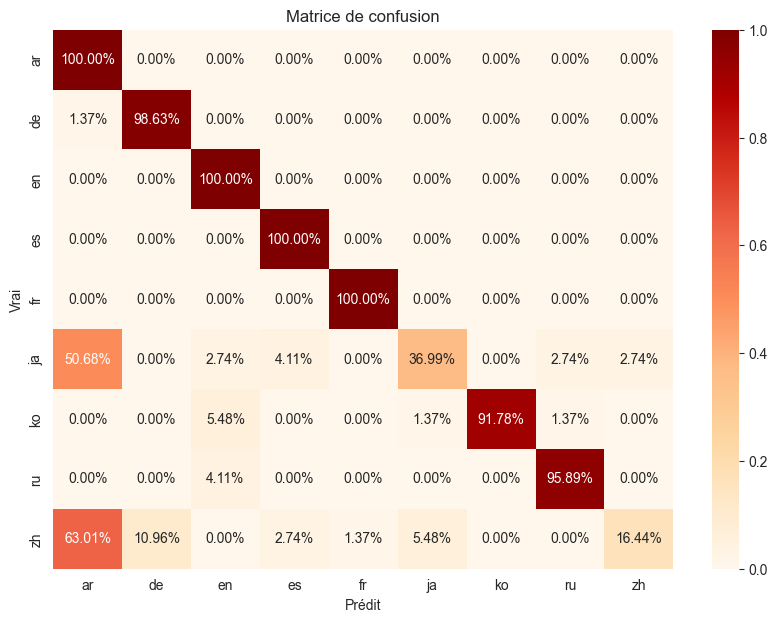 Matrice de confusion
ar 100.00% 0.00% 0.00% 0.00% 0.00% 0.00% 0.00% 0.00% 0.00%
de 1.37% 98.63% 0.00% 0.00% 0.00% 0.00% 0.00% 0.00% 0.00%
en 0.00% 0.00% 100.00% 0.00% 0.00% 0.00% 0.00% 0.00% 0.00%
es 0.00% 0.00% 0.00% 100.00% 0.00% 0.00% 0.00% 0.00% 0.00%
fr 0.00% 0.00% 0.00% 0.00% 100.00% 0.00% 0.00% 0.00% 0.00%
ja 50.68% 0.00% 2.74% 4.11% 0.00% 36.99% 0.00% 2.74% 2.74%
ko 0.00% 0.00% 5.48% 0.00% 0.00% 1.37% 91.78% 1.37% 0.00%
ru 0.00% 0.00% 4.11% 0.00% 0.00% 0.00% 0.00% 95.89% 0.00%
zh 63.01% 10.96% 0.00% 2.74% 1.37% 5.48% 0.00% 0.00% 16.44%
ar de en es fr ja ko ru zh
Prédit
Vrai
1.0
0.8
0.6
0.4
0.2
0.0